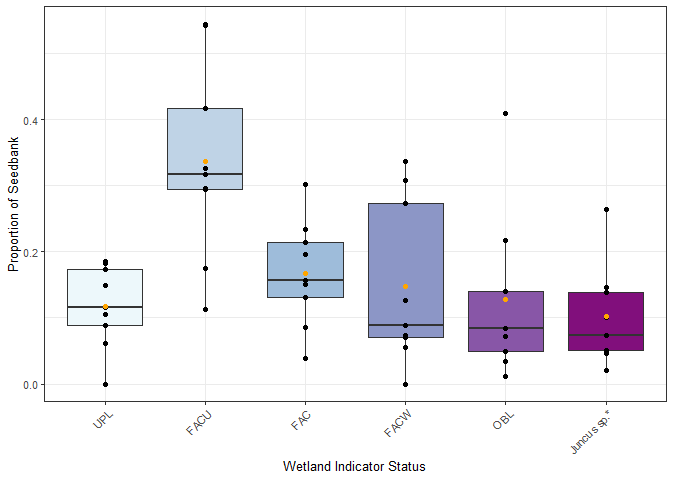 Proportion of Seedbank
0.4
0.2
0.0
UPL
FACU
FAC
FACW
OBL
Juncus sp.*
Wetland Indicator Status